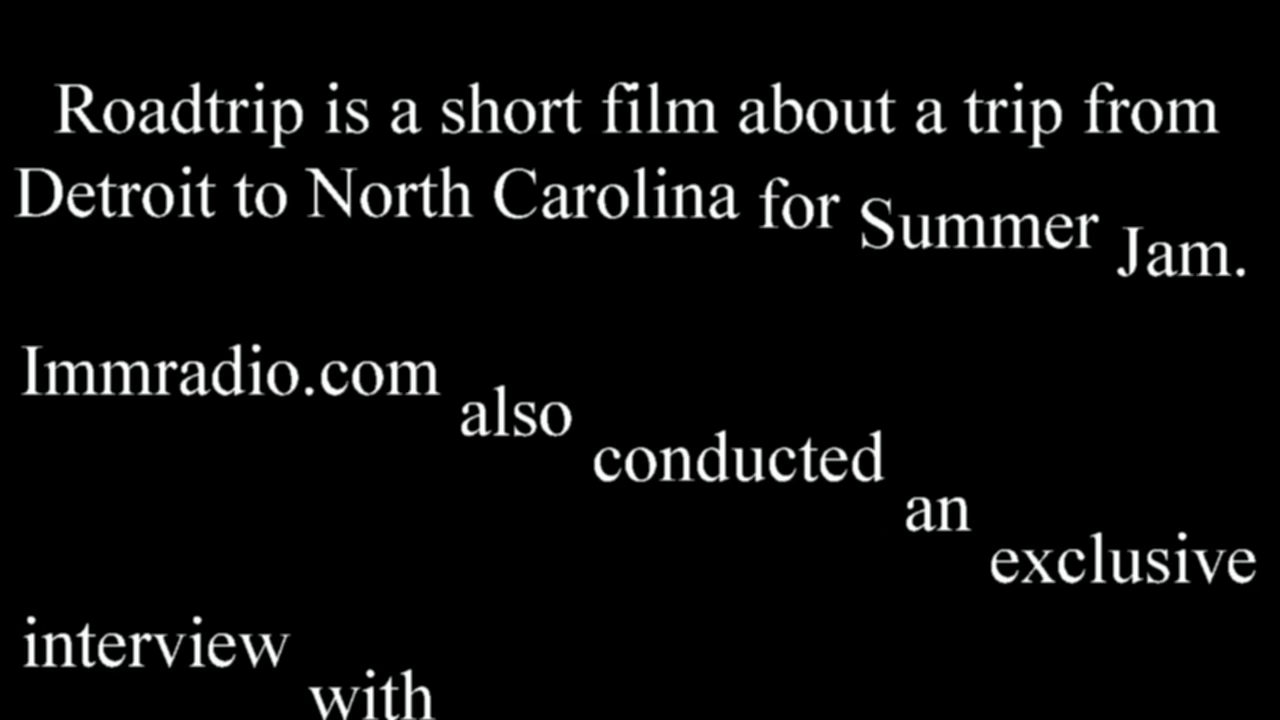 Roadtrip is a short film about a trip from
Detroit to North Carolina for Summer Jam.
Immradio.com also conducted an exclusive
interview with